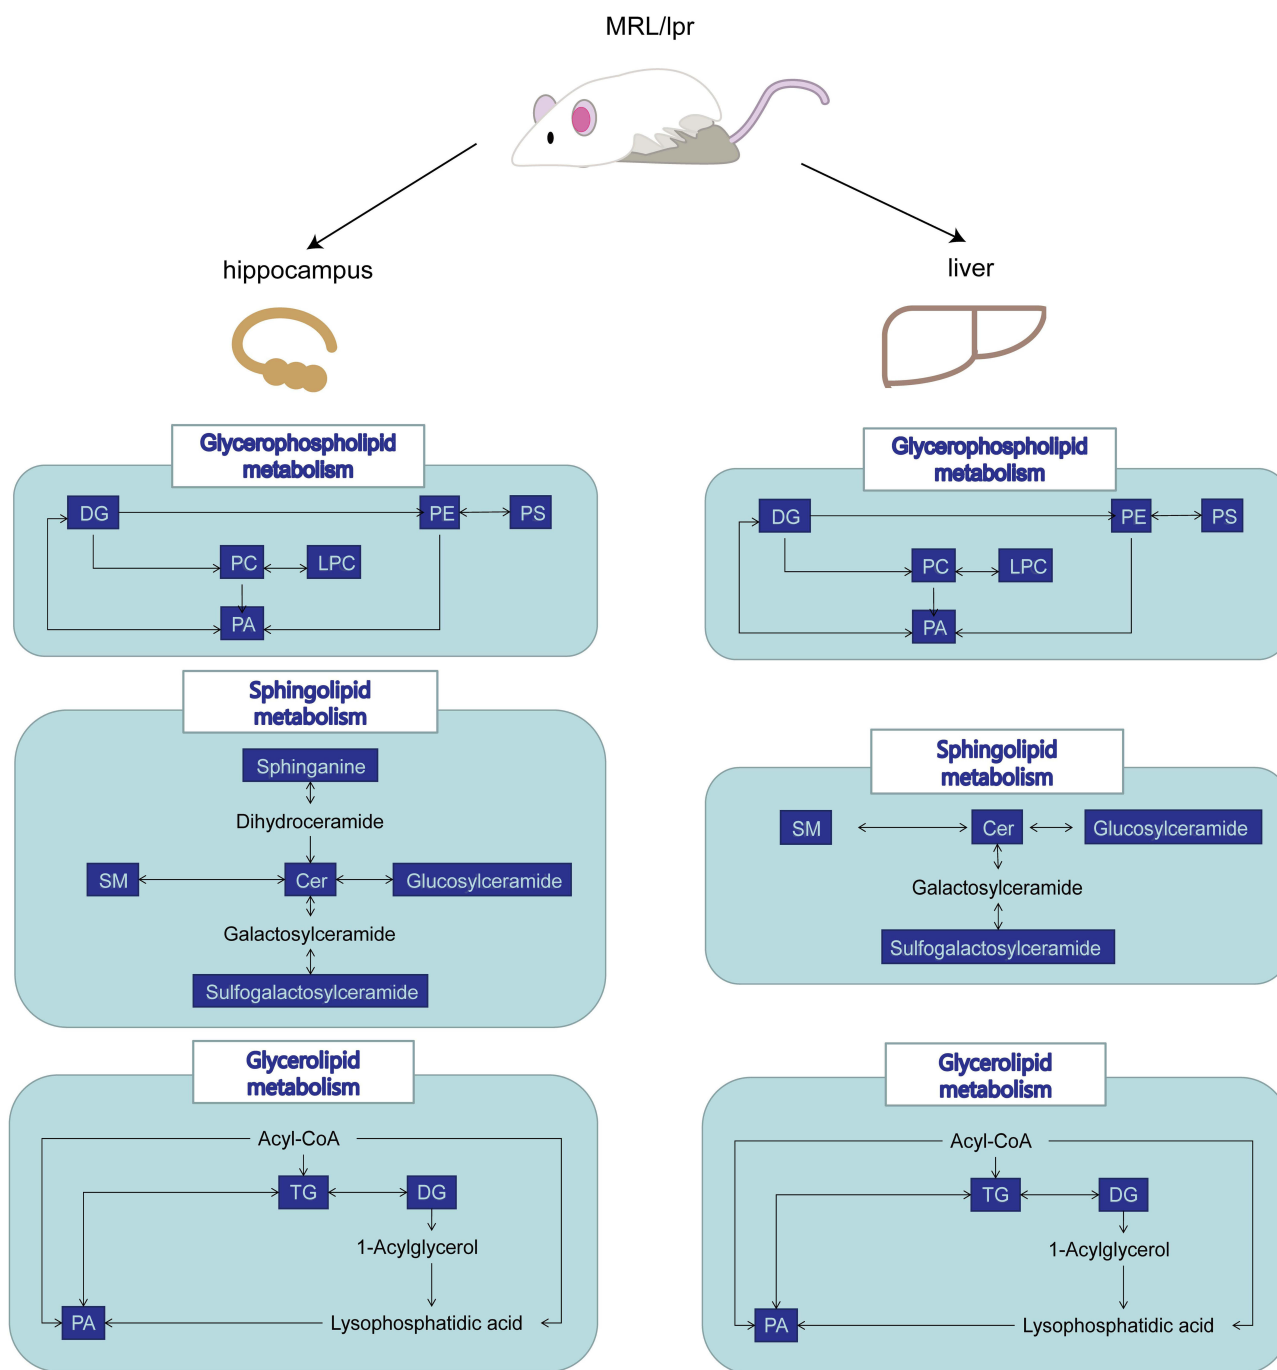 MRL/lpr
hippocampus
liver
Glycerophospholipid
metabolism
DG
PE
PS
PC
LPC
PA
Sphingolipid
metabolism
Sphinganine
Dihydroceramide
SM
Cer
Glucosylceramide
Galactosylceramide
Sulfogalactosylceramide
Glycerolipid
metabolism
Acyl-CoA
TG
DG
1-Acylglycerol
PA
Lysophosphatidic acid
Glycerophospholipid
metabolism
DG
PE
PS
PC
LPC
PA
Sphingolipid
metabolism
SM
Cer
Glucosylceramide
Galactosylceramide
Sulfogalactosylceramide
Glycerolipid
metabolism
Acyl-CoA
TG
DG
1-Acylglycerol
PA
Lysophosphatidic acid